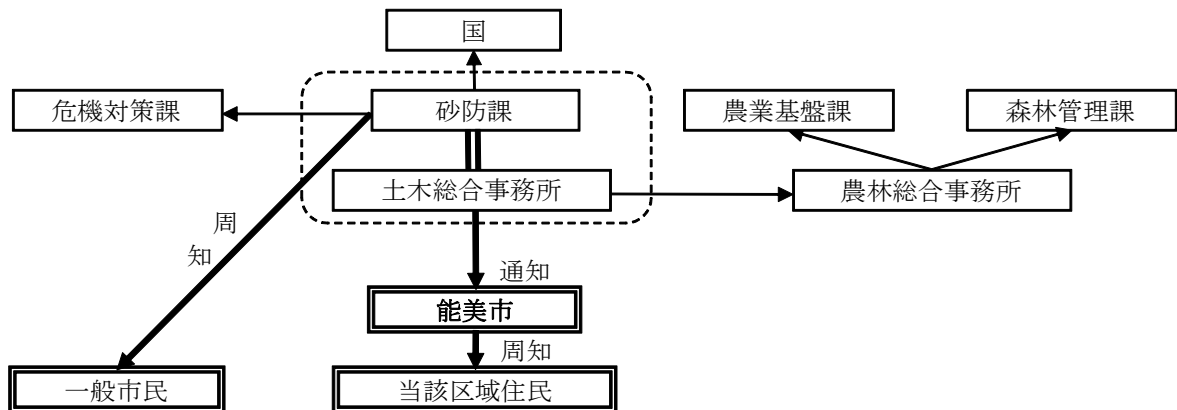 国
危機対策課
砂防課
農業基盤課
森林管理課
土木総合事務所
農林総合事務所
周
知
通知
能美市
周知
一般市民
当該区域住民